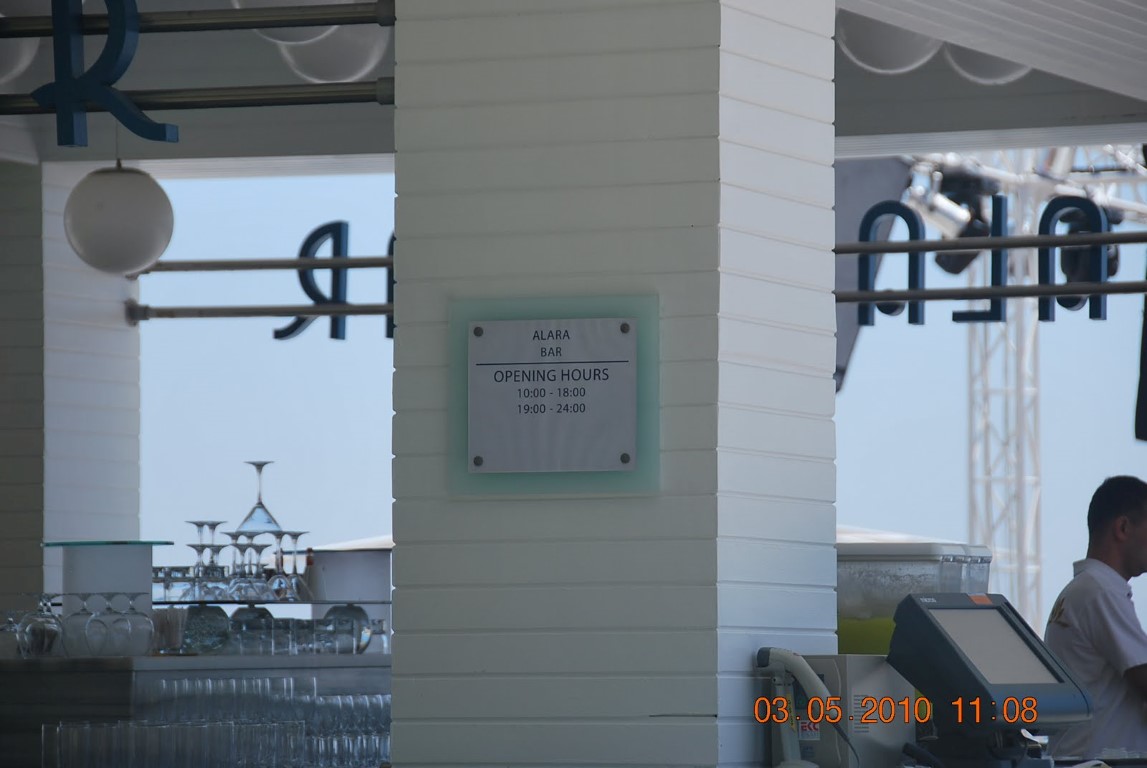 R
ALARA
BAR
OPENING HOURS
10:00 - 18:00
19:00 - 24:00
03.05.2010 11:08